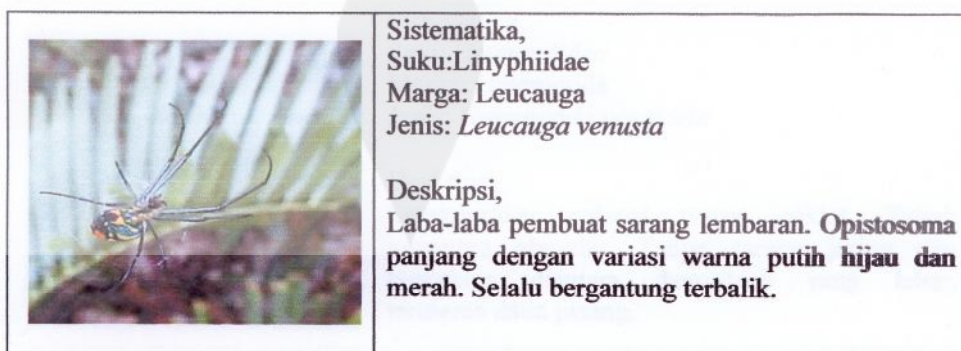 Sistematika,
Suku:Linyphiidae
Marga: Leucauga
Jenis: Leucauga venusta
Deskripsi,
Laba-laba pembuat sarang lembaran. Opistosoma
panjang dengan variasi warna putih hijau dan
merah. Selalu bergantung terbalik.